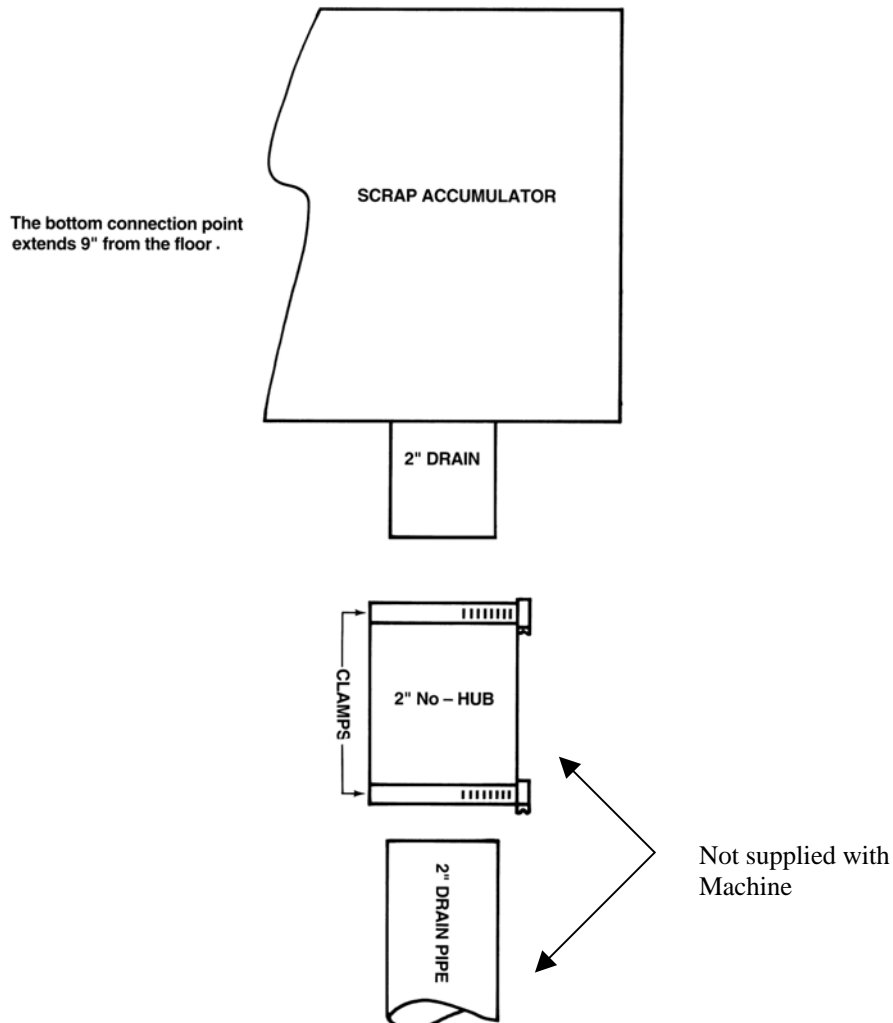 SCRAP ACCUMULATOR
The bottom connection point
extends 9" from the floor.
2" DRAIN
CLAMPS
2" No – HUB
Not supplied with
Machine
2" DRAIN PIPE